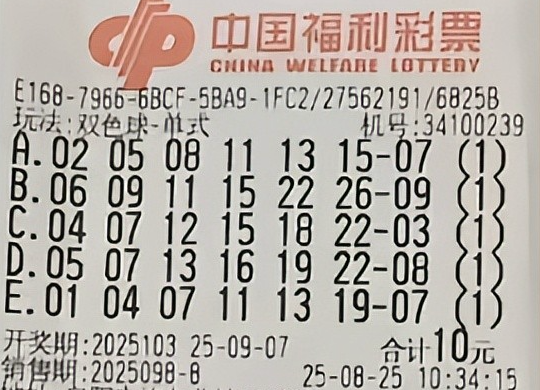 中国福利彩票
CHINA WELFARE LOTTERY
E168-7966-6BCF-5BA9-1FC2/27562191/6825B
玩法:双色球-单式 机号:34100239
A.02 05 08 11 13 15-07 (1)
B.06 09 11 15 22 26-09 (1)
C.04 07 12 15 18 22-03 (1)
D.05 07 13 16 19 22-08 (1)
E.01 04 07 11 13 19-07 (1)
开奖期:2025103 25-09-07 合计10元
销售期:2025098-8 25-08-25 10:34:15